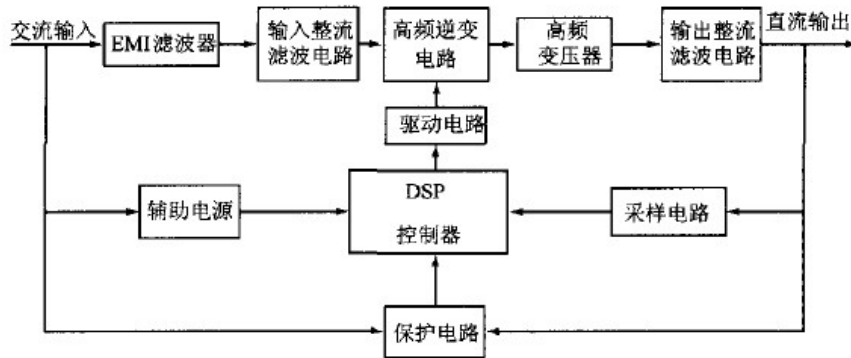 交流输入
EMI滤波器
输入整流
滤波电路
高频逆变
电路
高频
变压器
输出整流
滤波电路
直流输出
驱动电路
辅助电源
DSP
控制器
采样电路
保护电路